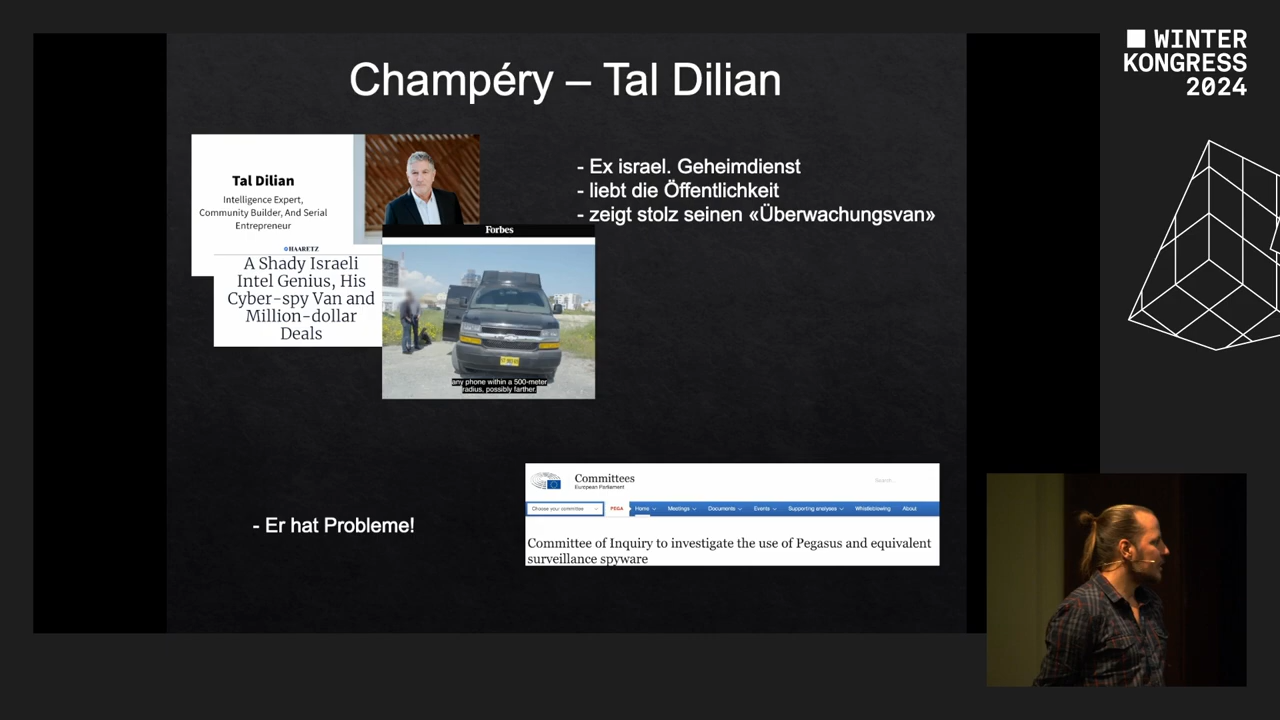 WINTER
KONGRESS
2024
Champéry – Tal Dilian
Tal Dilian
Intelligence Expert,
Community Builder, And Serial
Entrepreneur
HAARETZ
A Shady Israeli
Intel Genius, His
Cyber-spy Van and
Million-dollar
Deals
Forbes
any phone within a 500-meter
radius, possibly farther.
- Ex israel. Geheimdienst
- liebt die Öffentlichkeit
- zeigt stolz seinen «Überwachungsvan»
- Er hat Probleme!
Committees
European Parliament
Search...
Choose your committee
PEGA
Home
Meetings
Documents
Events
Supporting analyses
Whistleblowing
About
Committee of Inquiry to investigate the use of Pegasus and equivalent
surveillance spyware